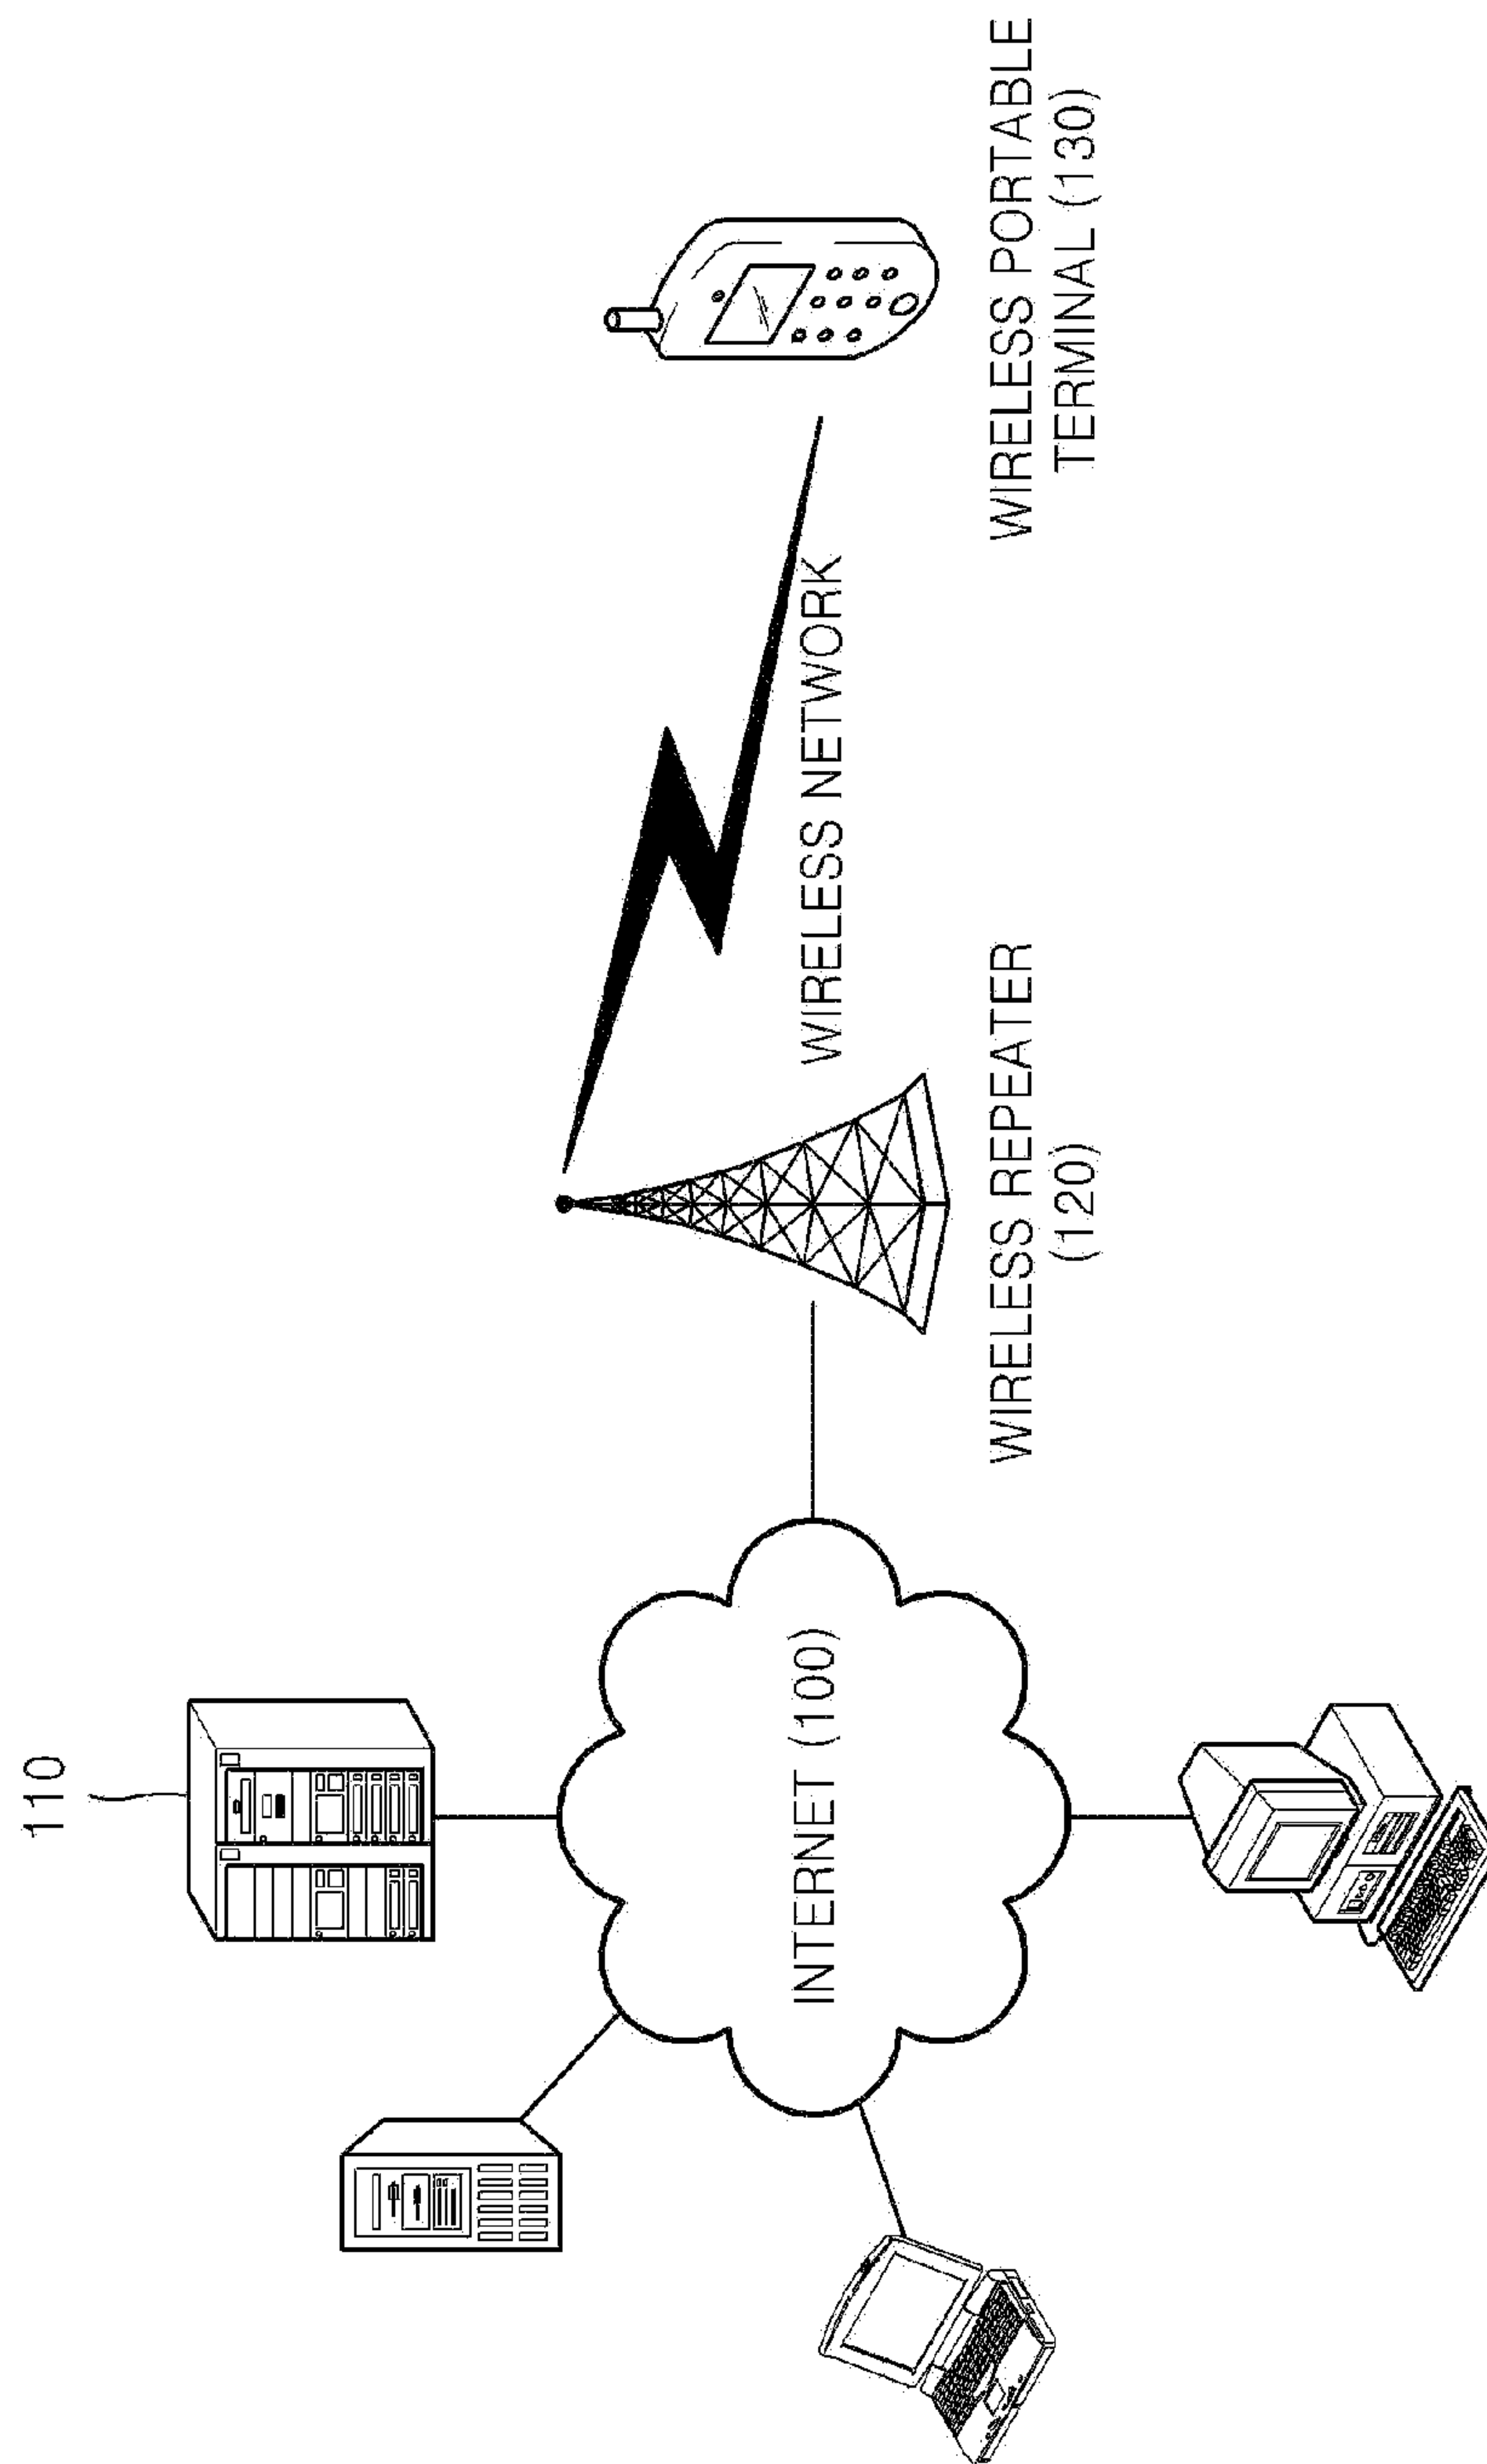 110
INTERNET (100)
WIRELESS NETWORK
WIRELESS REPEATER
(120)
WIRELESS PORTABLE
TERMINAL (130)